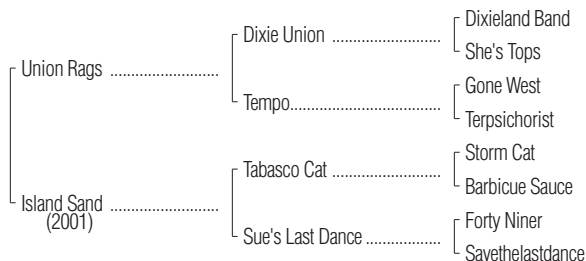 Dixieland Band
Dixie Union ..............................
She's Tops
Union Rags ..............................
Gone West
Tempo..........................................
Terpsichorist
Storm Cat
Tabasco Cat ..............................
Barbicue Sauce
Island Sand ..............................
(2001)
Forty Niner
Sue's Last Dance .....................
Savethelastdance